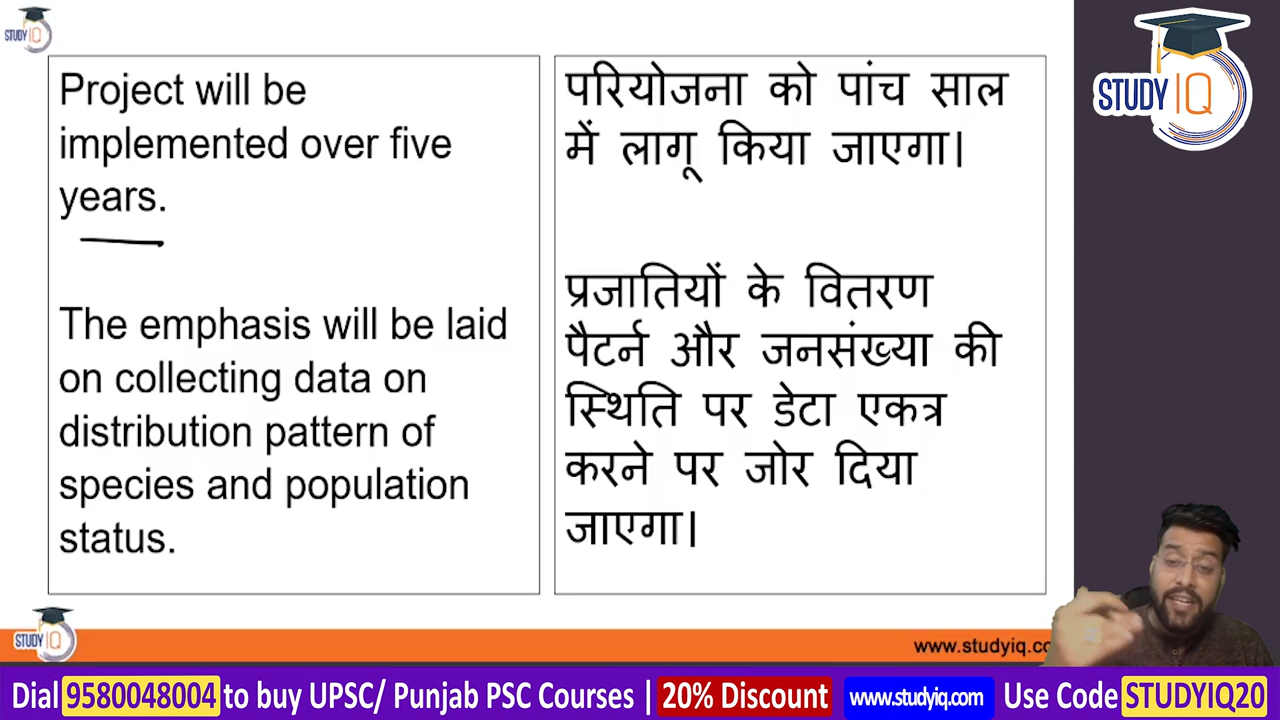 STUDY IQ
Project will be
implemented over five
years.
The emphasis will be laid
on collecting data on
distribution pattern of
species and population
status.
परियोजना को पांच साल
में लागू किया जाएगा।
प्रजातियों के वितरण
पैटर्न और जनसंख्या की
स्थिति पर डेटा एकत्र
करने पर जोर दिया
जाएगा।
STUDY IQ
STUDY IQ
www.studyiq.co
Dial 9580048004 to buy UPSC/ Punjab PSC Courses | 20% Discount www.studyiq.com Use Code STUDYIQ20